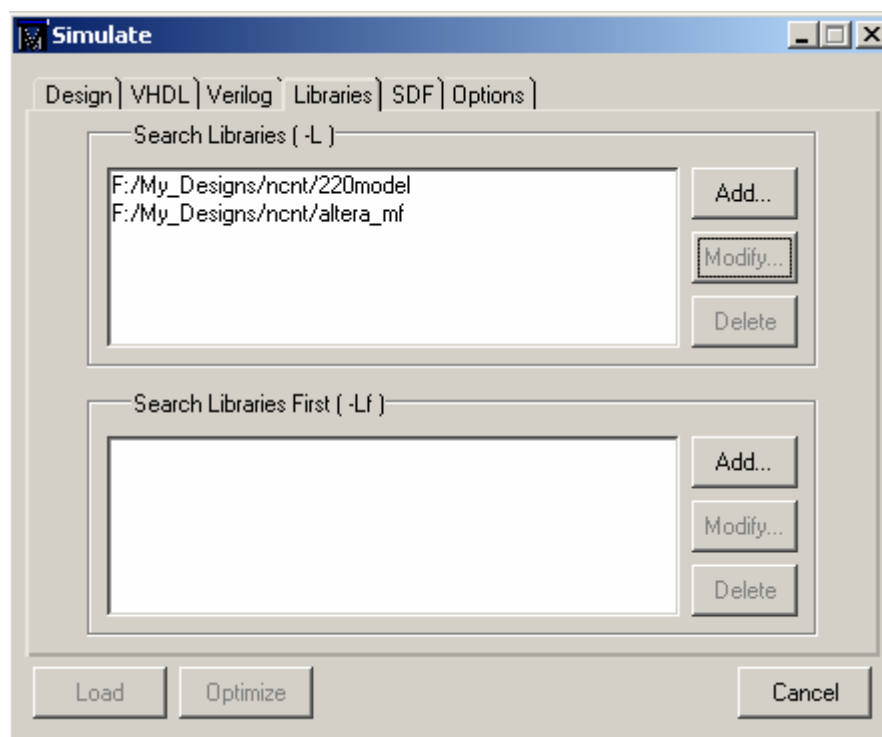 Simulate
Design VHDL Verilog Libraries SDF Options
Search Libraries ( -L )
F:/My_Designs/ncnt/220model
F:/My_Designs/ncnt/altera_mf
Add...
Modify...
Delete
Search Libraries First ( -Lf )
Add...
Modify...
Delete
Load Optimize Cancel